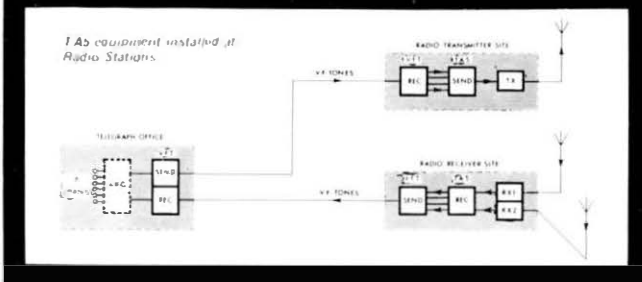 TAS equipment installed at
Radio Stations
RADIO TRANSMITTER SITE
REC
SEND
TX
V.F. TONES
TELEGRAPH OFFICE
SEND
REC
RADIO RECEIVER SITE
V.F. TONES
SEND
REC
RX1
RX2